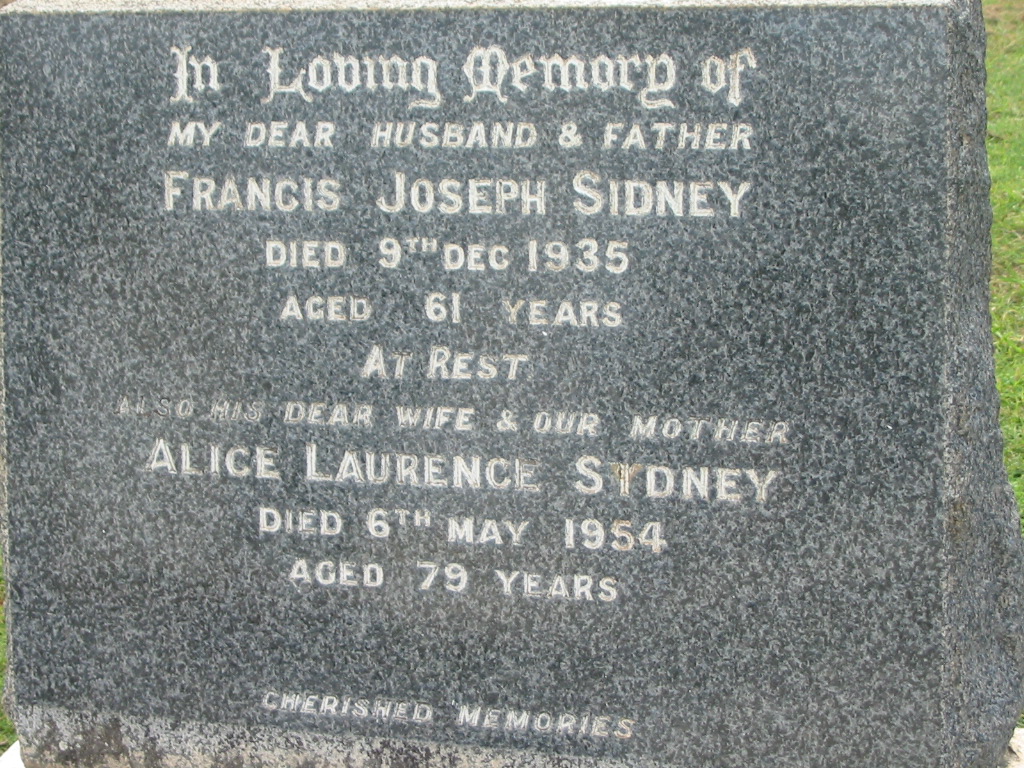 In Loving Memory of
MY DEAR HUSBAND & FATHER
FRANCIS JOSEPH SIDNEY
DIED 9TH DEC 1935
AGED 61 YEARS
AT REST
ALSO HIS DEAR WIFE & OUR MOTHER
ALICE LAURENCE SYDNEY
DIED 6TH MAY 1954
AGED 79 YEARS
CHERISHED MEMORIES